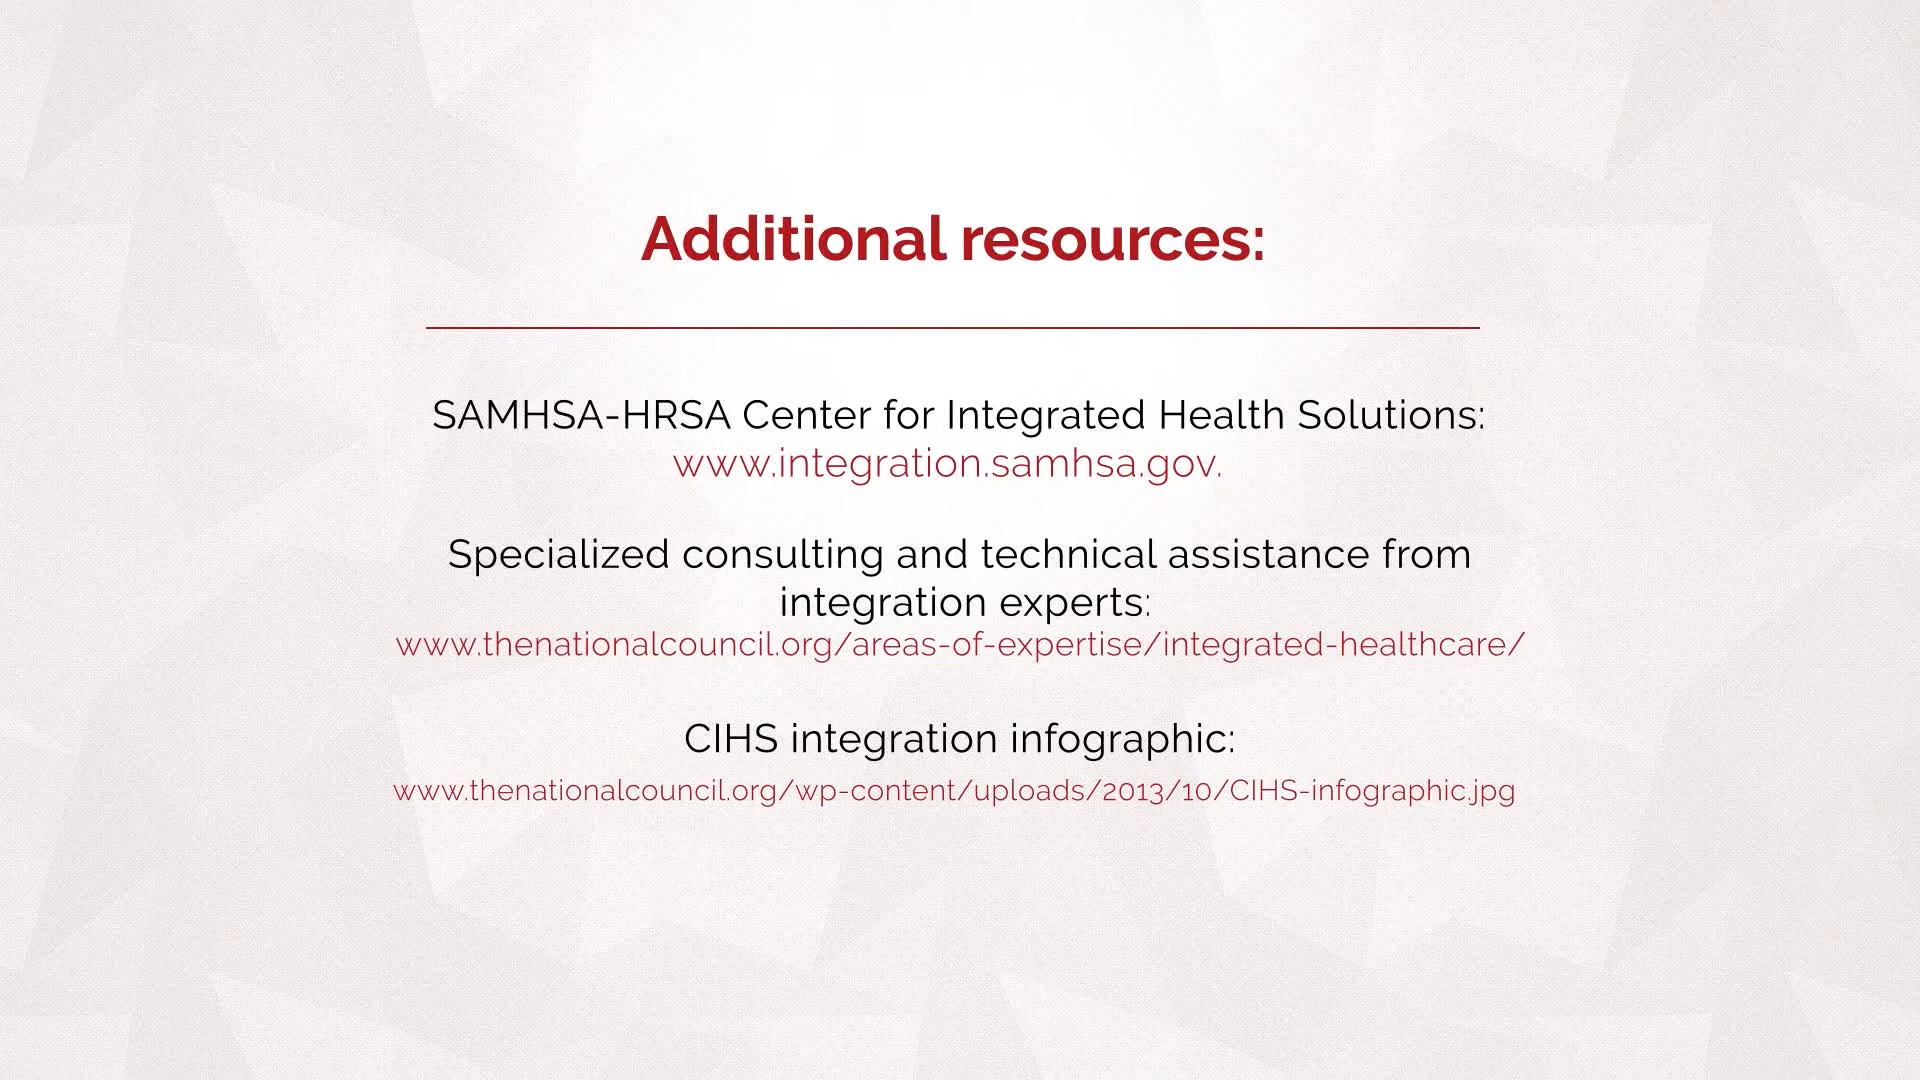 Additional resources:
SAMHSA-HRSA Center for Integrated Health Solutions:
www.integration.samhsa.gov.
Specialized consulting and technical assistance from
integration experts:
www.thenationalcouncil.org/areas-of-expertise/integrated-healthcare/
CIHS integration infographic:
www.thenationalcouncil.org/wp-content/uploads/2013/10/CIHS-infographic.jpg